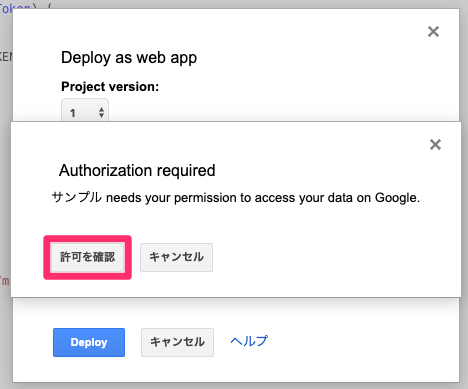 Token) {
Deploy as web app
KEN
Project version:
1
Authorization required
サンプル needs your permission to access your data on Google.
許可を確認
キャンセル
/m
Deploy
キャンセル
ヘルプ